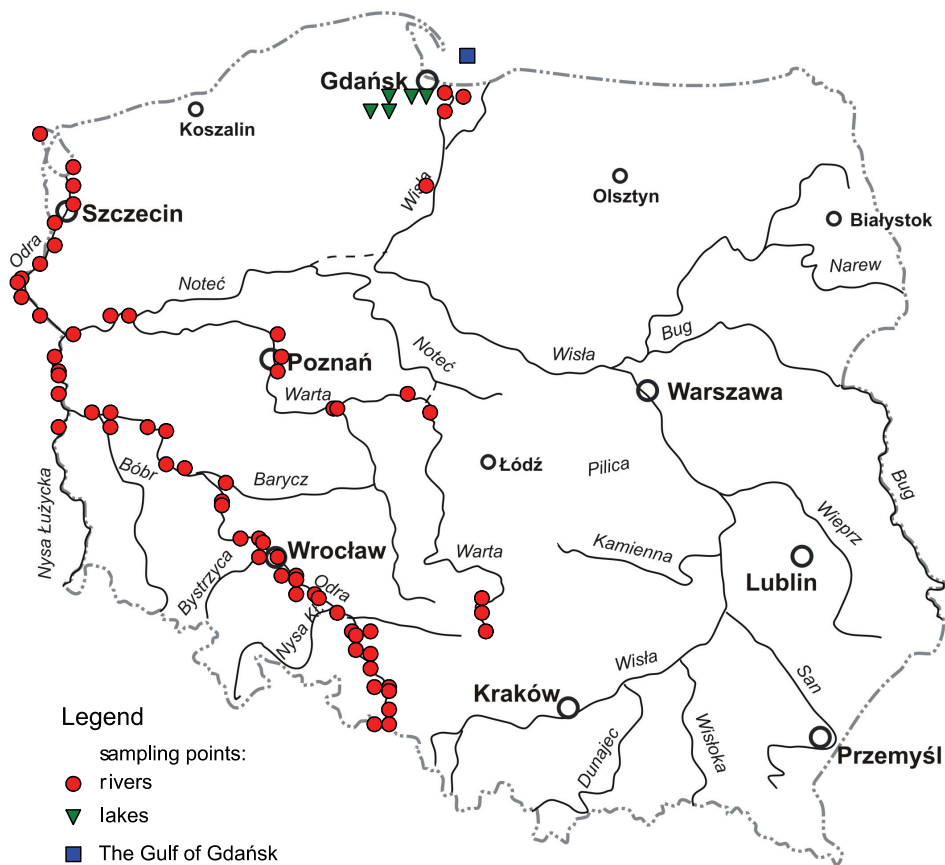 Gdańsk
Koszalin
Olsztyn
Wisła
Szczecin
Białystok
Odra
Narew
Noteć
Bug
Noteć
Wisła
Poznań
Warszawa
Warta
Łódź
Pilica
Bóbr
Barycz
Bug
Nysa Łużycka
Wieprz
Kamienna
Wrocław
Warta
Lublin
Bystrzyca
Odra
Nysa Kł.
Wisła
San
Kraków
Legend
Dunajec
Wisłoka
Przemyśl
sampling points:
rivers
lakes
The Gulf of Gdańsk